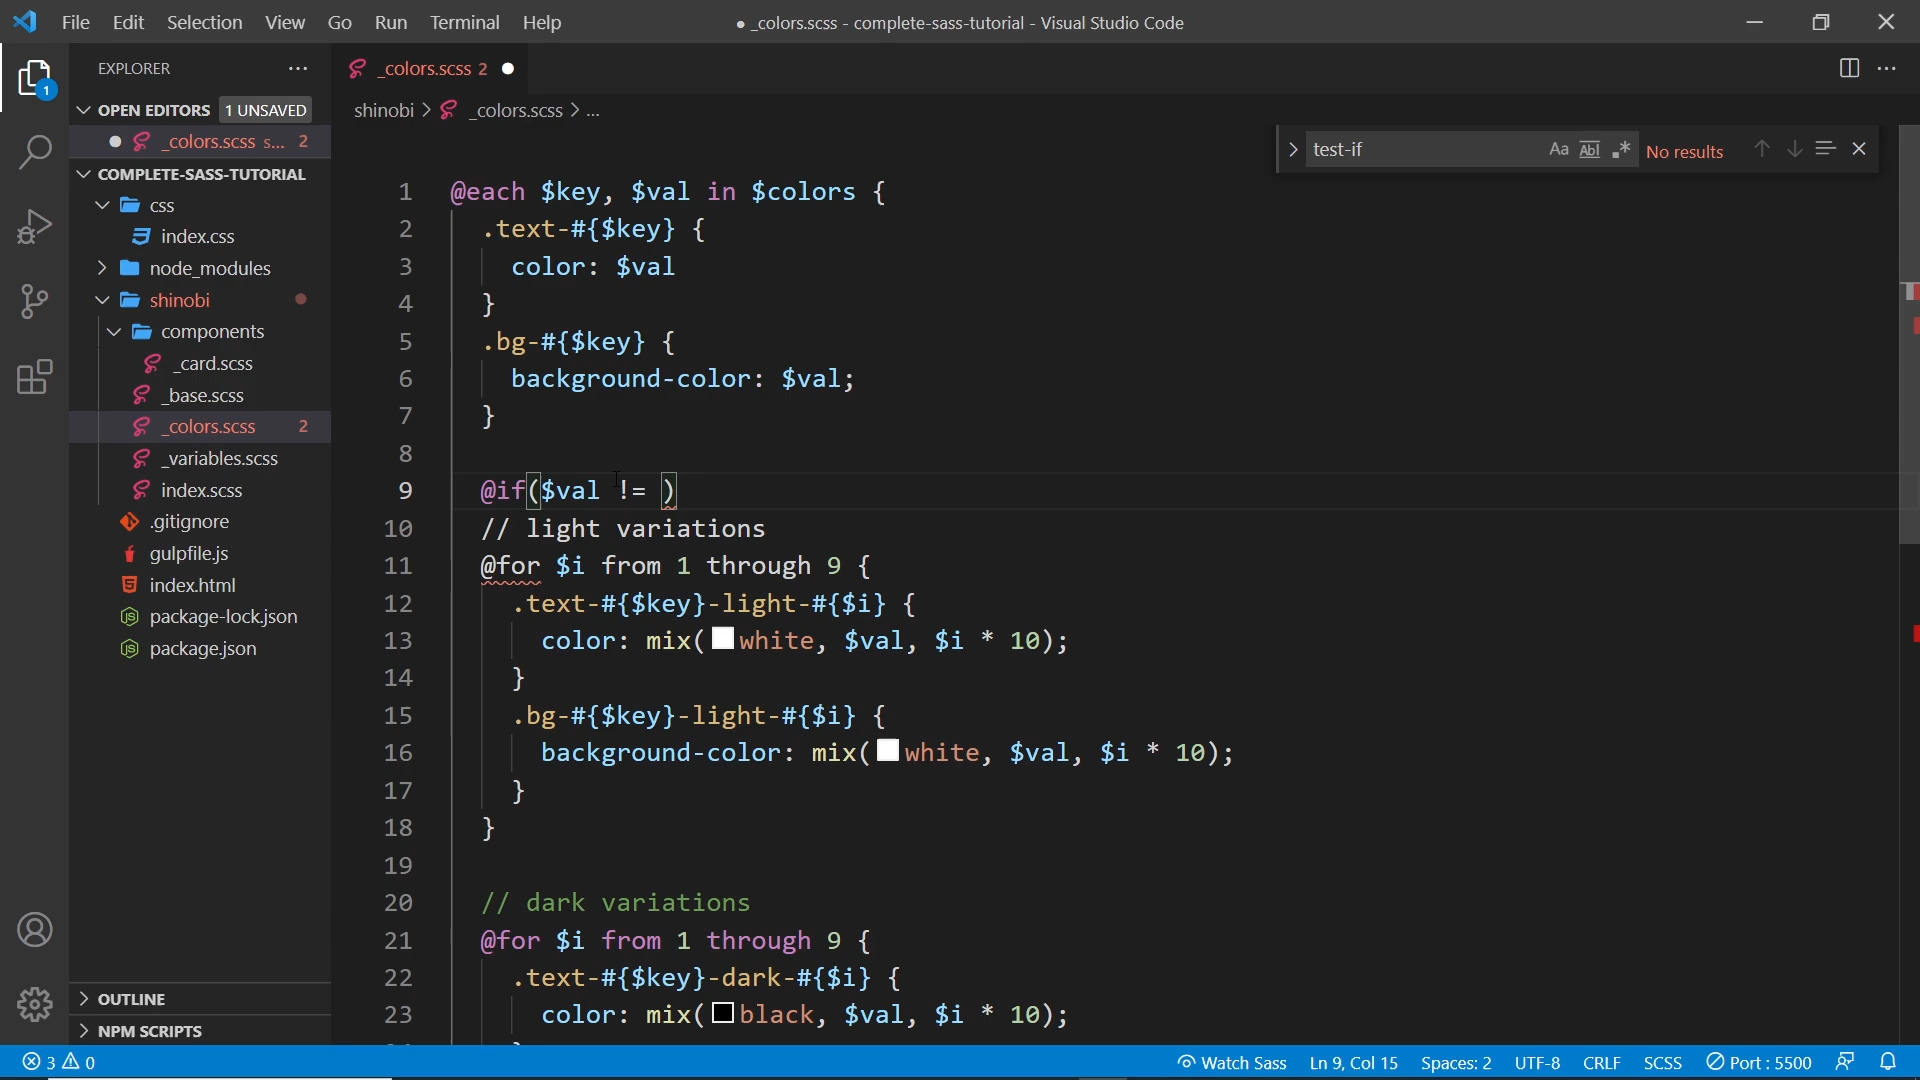 File Edit Selection View Go Run Terminal Help
● _colors.scss - complete-sass-tutorial - Visual Studio Code
EXPLORER
OPEN EDITORS 1 UNSAVED
_colors.scss s... 2
COMPLETE-SASS-TUTORIAL
css
index.css
node_modules
shinobi
components
_card.scss
_base.scss
_colors.scss 2
_variables.scss
index.scss
.gitignore
gulpfile.js
index.html
package-lock.json
package.json
OUTLINE
NPM SCRIPTS
1
_colors.scss 2
shinobi > _colors.scss > ...
test-if Aa Abl .* No results
1 @each $key, $val in $colors {
2 .text-#{$key} {
3 color: $val
4 }
5 .bg-#{$key} {
6 background-color: $val;
7 }
8
9 @if($val != )
10 // light variations
11 @for $i from 1 through 9 {
12 .text-#{$key}-light-#{$i} {
13 color: mix(white, $val, $i * 10);
14 }
15 .bg-#{$key}-light-#{$i} {
16 background-color: mix(white, $val, $i * 10);
17 }
18 }
19
20 // dark variations
21 @for $i from 1 through 9 {
22 .text-#{$key}-dark-#{$i} {
23 color: mix(black, $val, $i * 10);
3 0 Watch Sass Ln 9, Col 15 Spaces: 2 UTF-8 CRLF SCSS Port : 5500